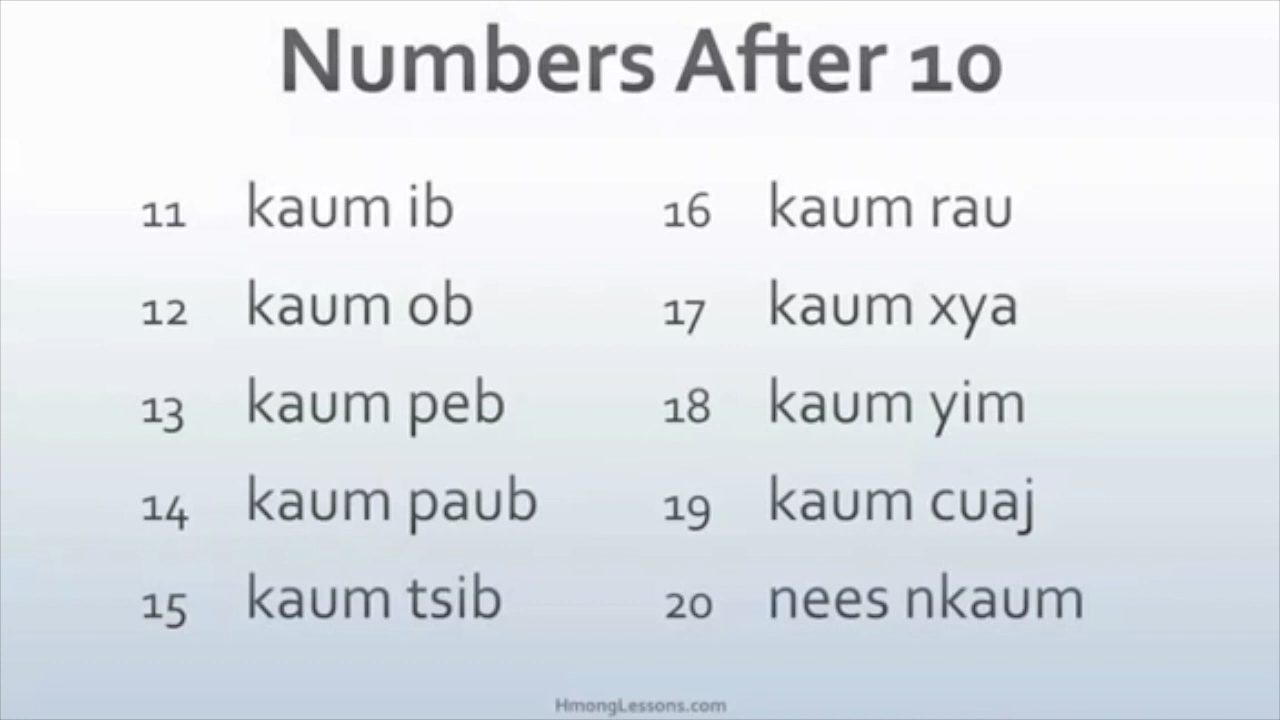 Numbers After 10
11 kaum ib
12 kaum ob
13 kaum peb
14 kaum paub
15 kaum tsib
16 kaum rau
17 kaum xya
18 kaum yim
19 kaum cuaj
20 nees nkaum
HmongLessons.com